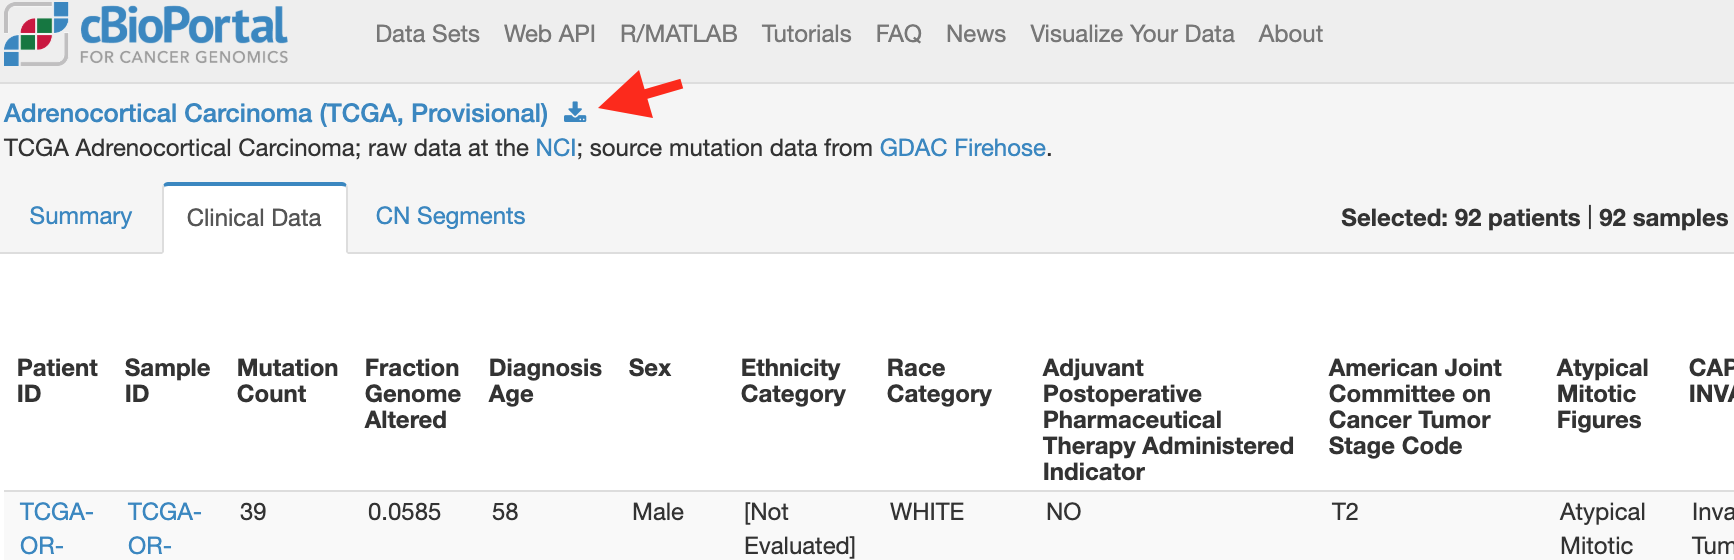 cBioPortal
FOR CANCER GENOMICS
Data Sets Web API R/MATLAB Tutorials FAQ News Visualize Your Data About
Adrenocortical Carcinoma (TCGA, Provisional)
TCGA Adrenocortical Carcinoma; raw data at the NCI; source mutation data from GDAC Firehose.
Summary Clinical Data CN Segments Selected: 92 patients | 92 samples
Patient ID
Sample ID
Mutation Count
Fraction Genome Altered
Diagnosis Age
Sex
Ethnicity Category
Race Category
Adjuvant Postoperative Pharmaceutical Therapy Administered Indicator
American Joint Committee on Cancer Tumor Stage Code
Atypical Mitotic Figures
CAP INVA
TCGA-OR-
TCGA-OR-
39
0.0585
58
Male
[Not Evaluated]
WHITE
NO
T2
Atypical Mitotic
Inva Tum